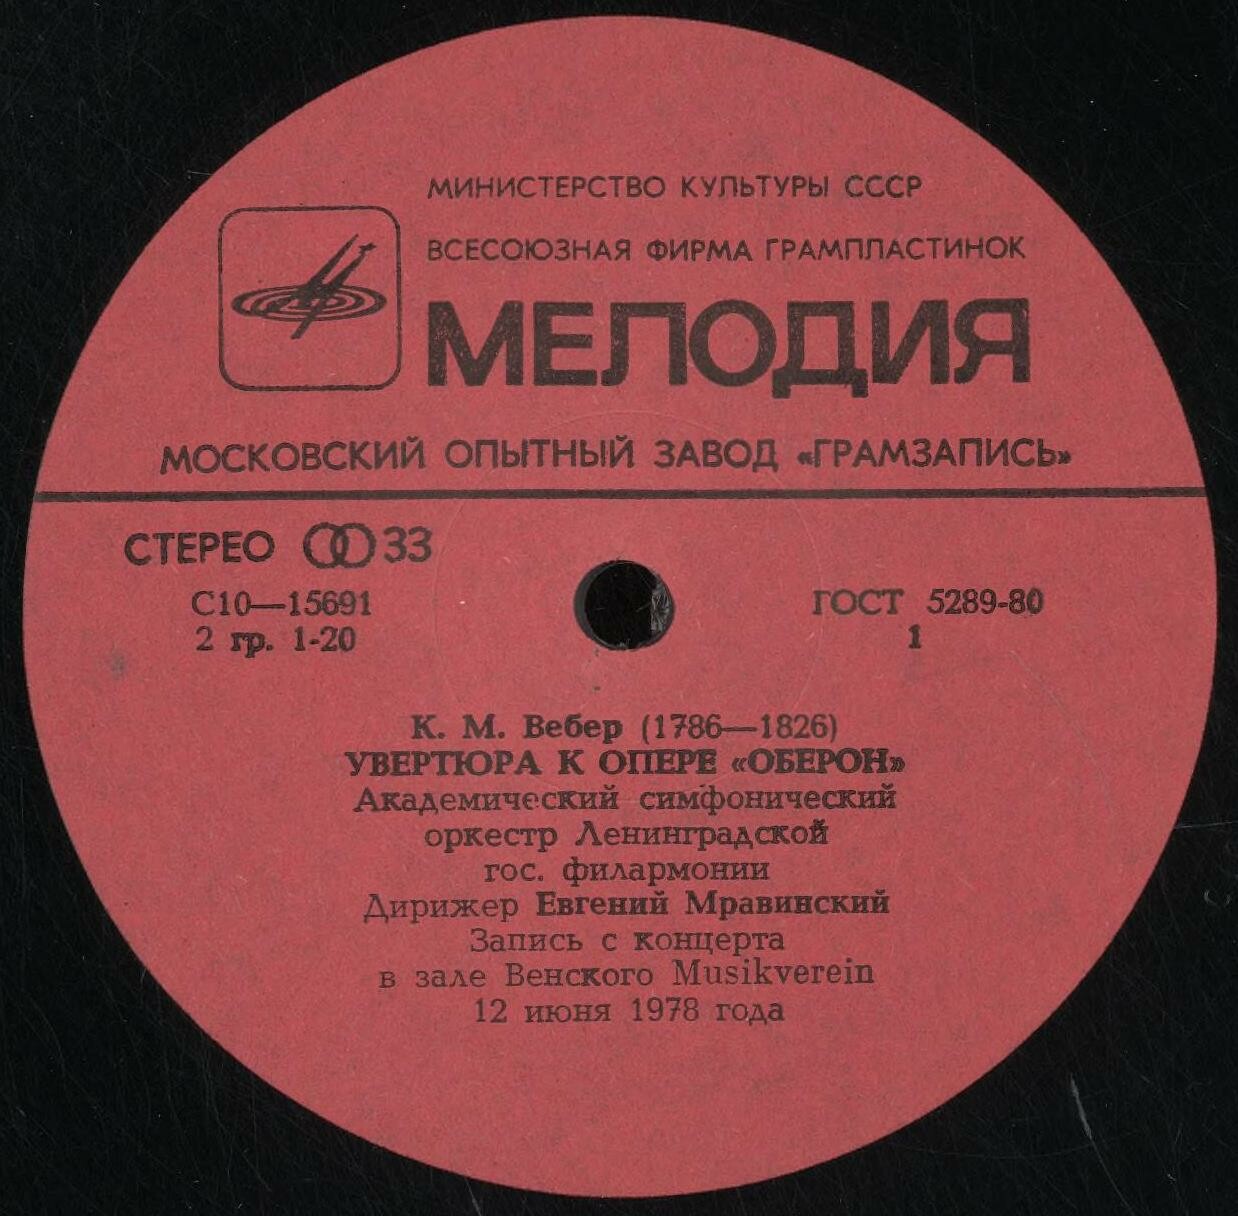 МИНИСТЕРСТВО КУЛЬТУРЫ СССР
ВСЕСОЮЗНАЯ ФИРМА ГРАМПЛАСТИНОК
МЕЛОДИЯ
МОСКОВСКИЙ ОПЫТНЫЙ ЗАВОД «ГРАМЗАПИСЬ»
СТЕРЕО 33
С10—15691
2 гр. 1-20
ГОСТ 5289-80
1
К. М. Вебер (1786—1826)
УВЕРТЮРА К ОПЕРЕ «ОБЕРОН»
Академический симфонический
оркестр Ленинградской
гос. филармонии
Дирижер Евгений Мравинский
Запись с концерта
в зале Венского Musikverein
12 июня 1978 года